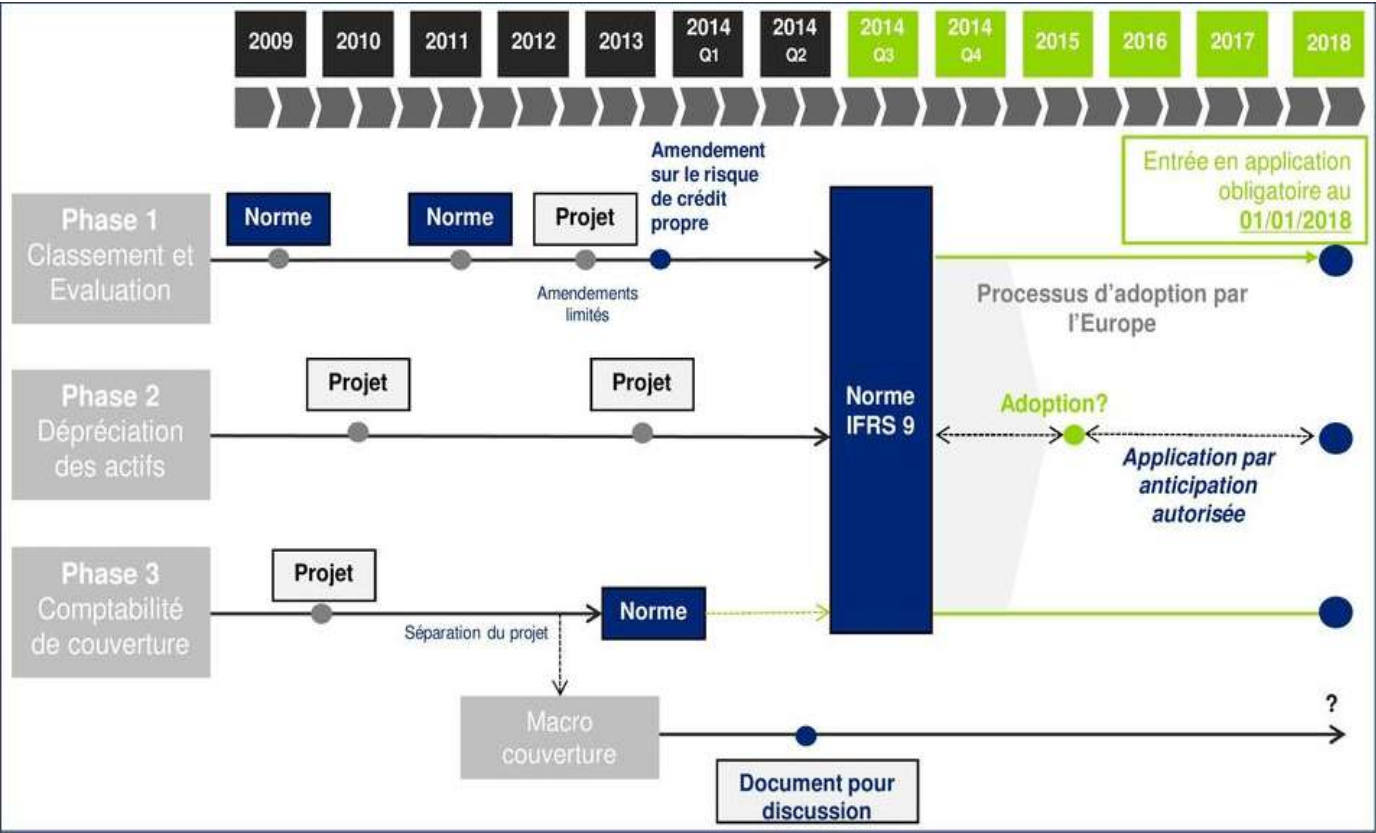 2009 2010 2011 2012 2013 2014 2014 2014 2014 2015 2016 2017 2018
Q1 Q2 Q3 Q4
Amendement
sur le risque
de crédit
propre
Entrée en application
obligatoire au
01/01/2018
Phase 1
Classement et
Evaluation
Norme
Norme
Projet
Amendements
limités
Processus d'adoption par
l'Europe
Phase 2
Dépréciation
des actifs
Projet
Projet
Norme
IFRS 9
Adoption?
Application par
anticipation
autorisée
Phase 3
Comptabilité
de couverture
Projet
Séparation du projet
Norme
Macro
couverture
?
Document pour
discussion